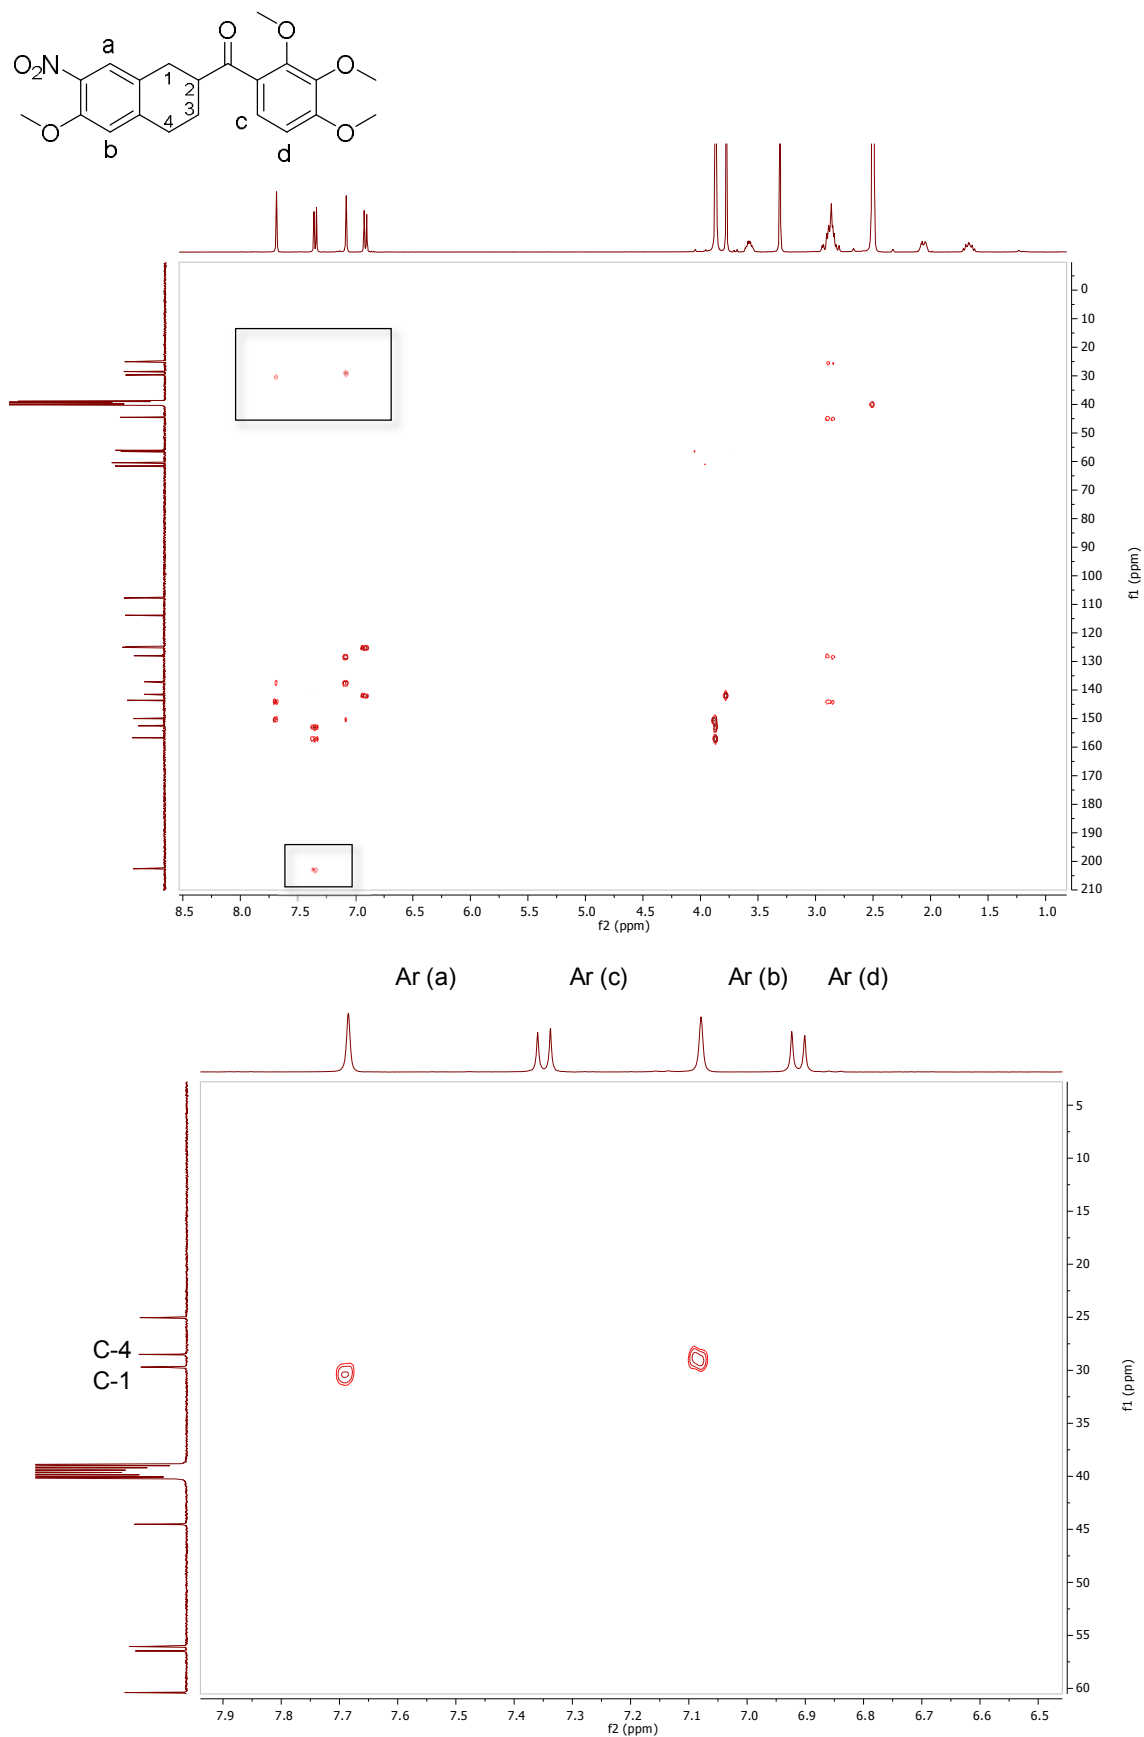 O
O
a
O₂N
1
2
O
3
4
c
O
O
b
d
0
10
20
30
40
50
60
70
80
90
100
110
120
130
140
150
160
170
180
190
200
210
f1 (ppm)
8.5 8.0 7.5 7.0 6.5 6.0 5.5 5.0 4.5 4.0 3.5 3.0 2.5 2.0 1.5 1.0
f2 (ppm)
Ar (a) Ar (c) Ar (b) Ar (d)
C-4
C-1
5
10
15
20
25
30
35
40
45
50
55
60
f1 (ppm)
7.9 7.8 7.7 7.6 7.5 7.4 7.3 7.2 7.1 7.0 6.9 6.8 6.7 6.6 6.5
f2 (ppm)